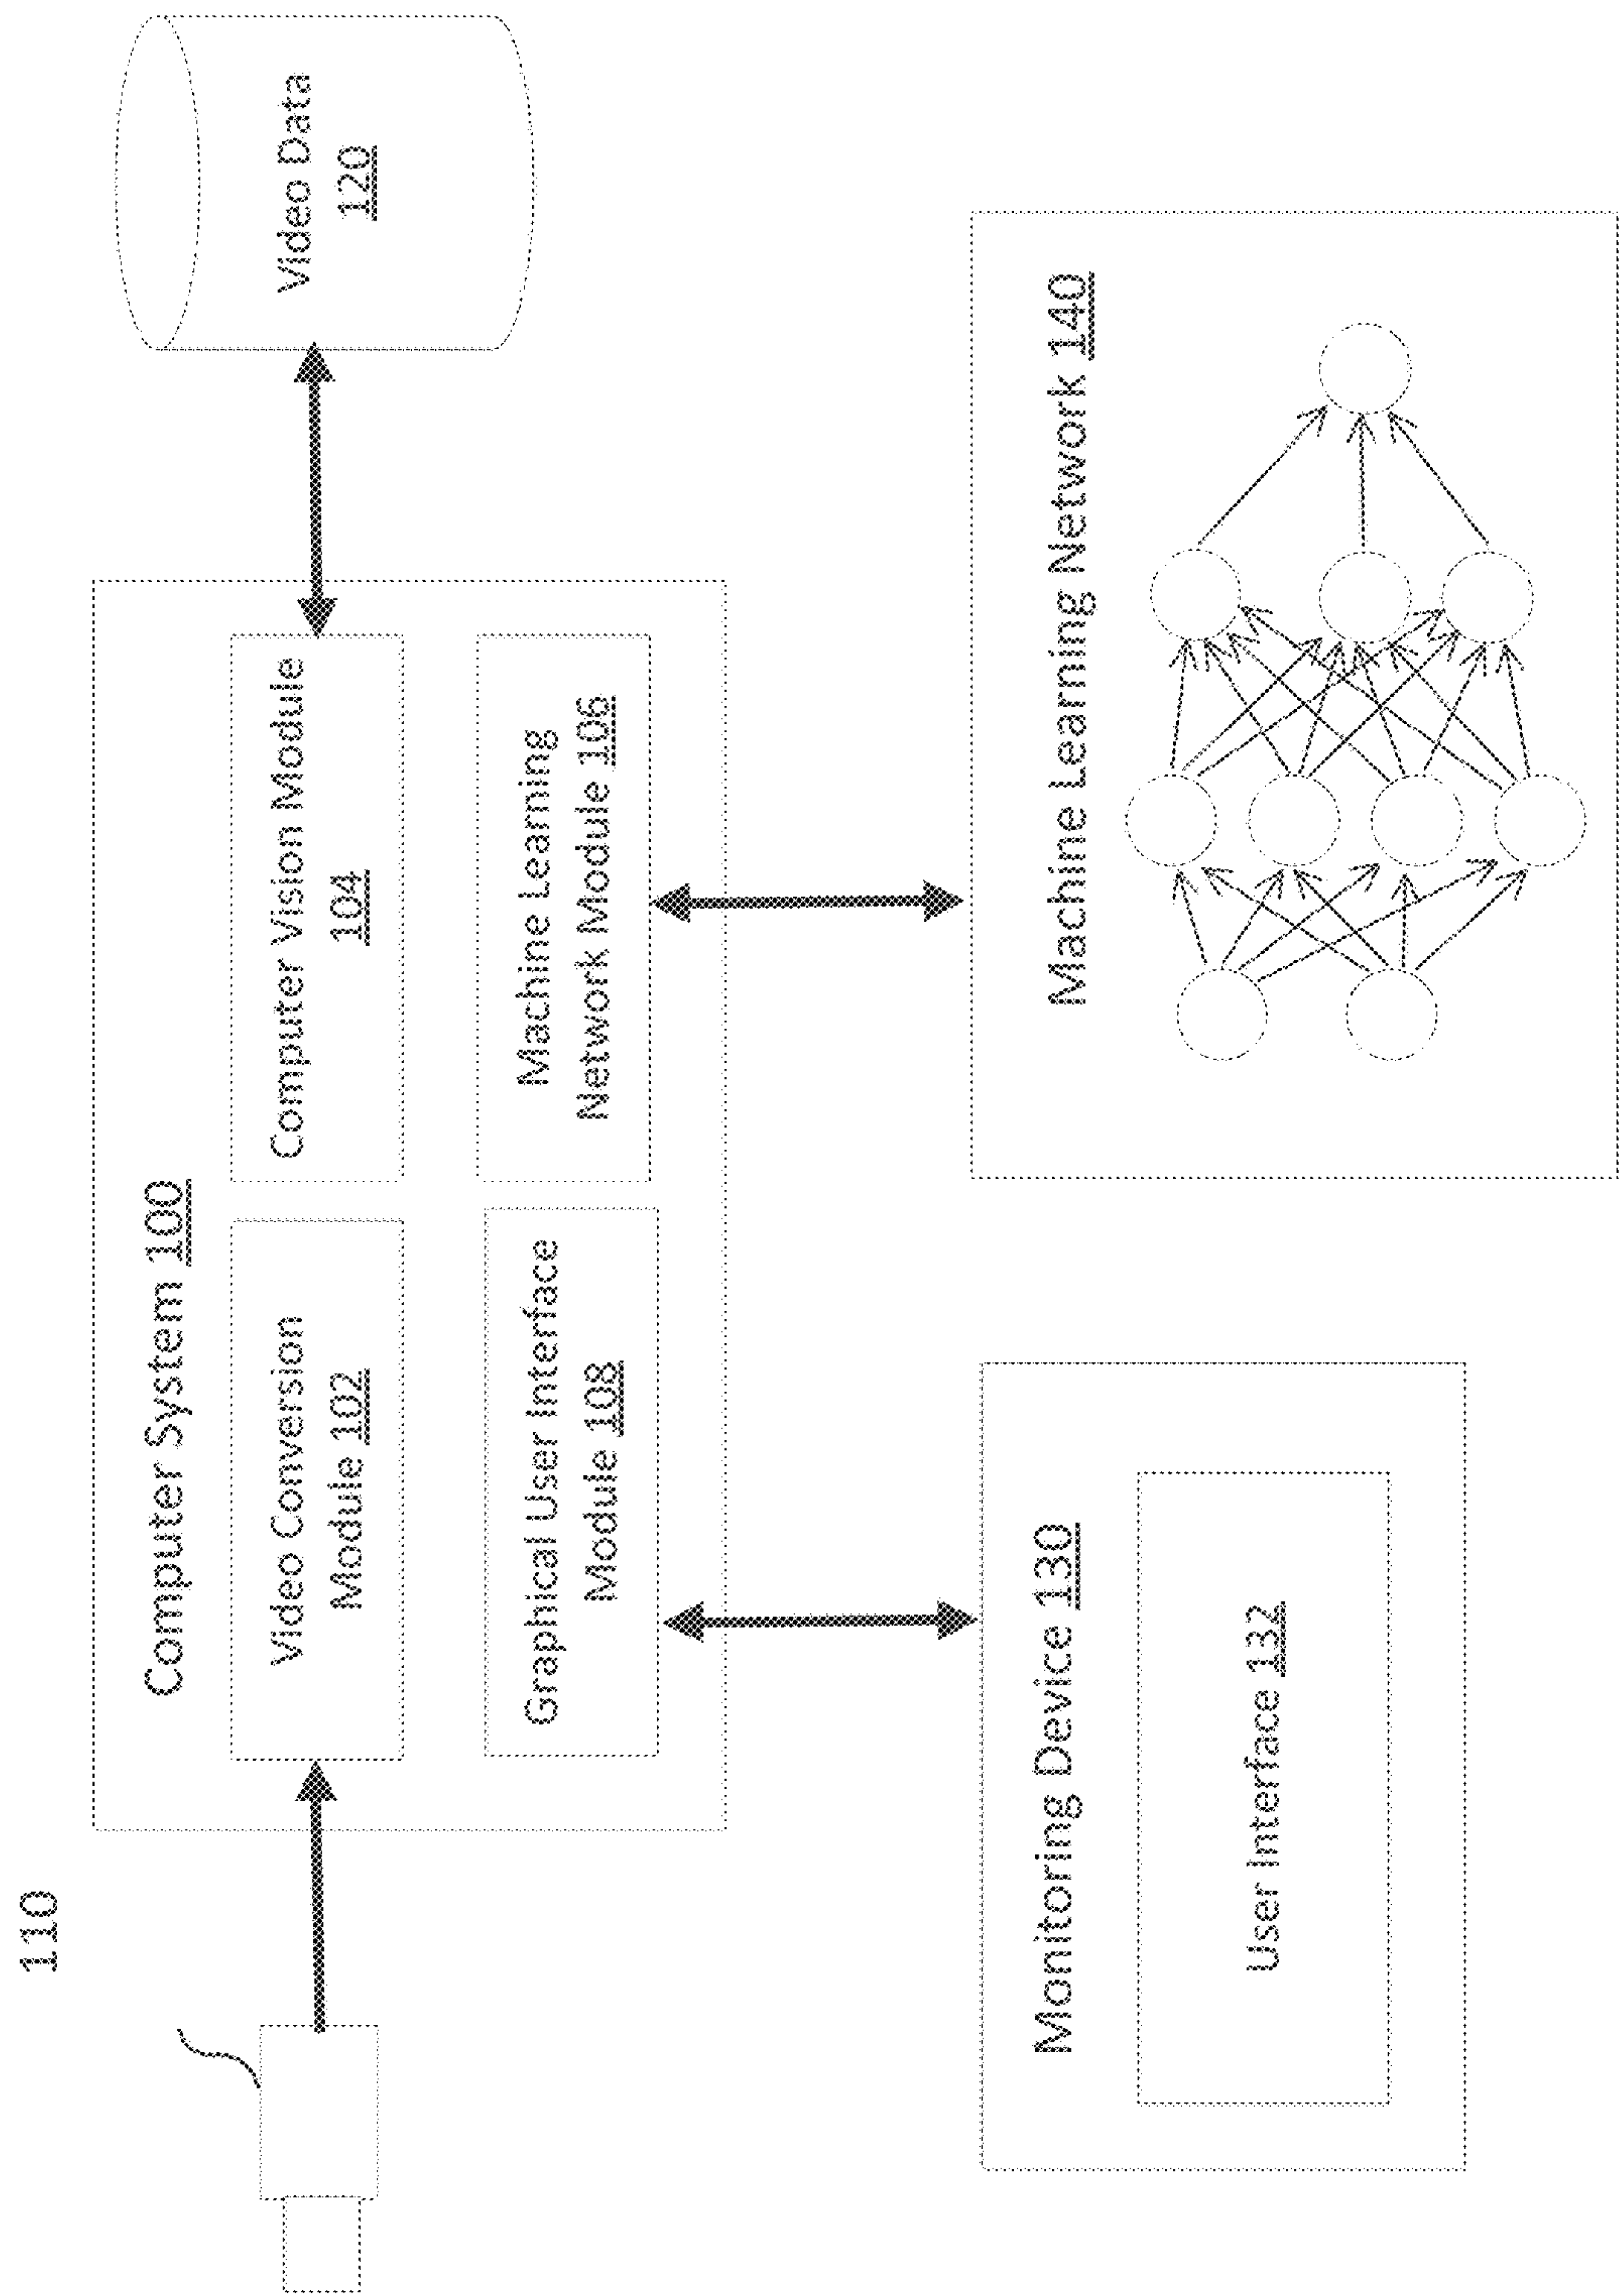 110
Computer System 100
Video Conversion
Module 102
Computer Vision Module
104
Video Data
120
Graphical User Interface
Module 108
Machine Learning
Network Module 106
Monitoring Device 130
User Interface 132
Machine Learning Network 140